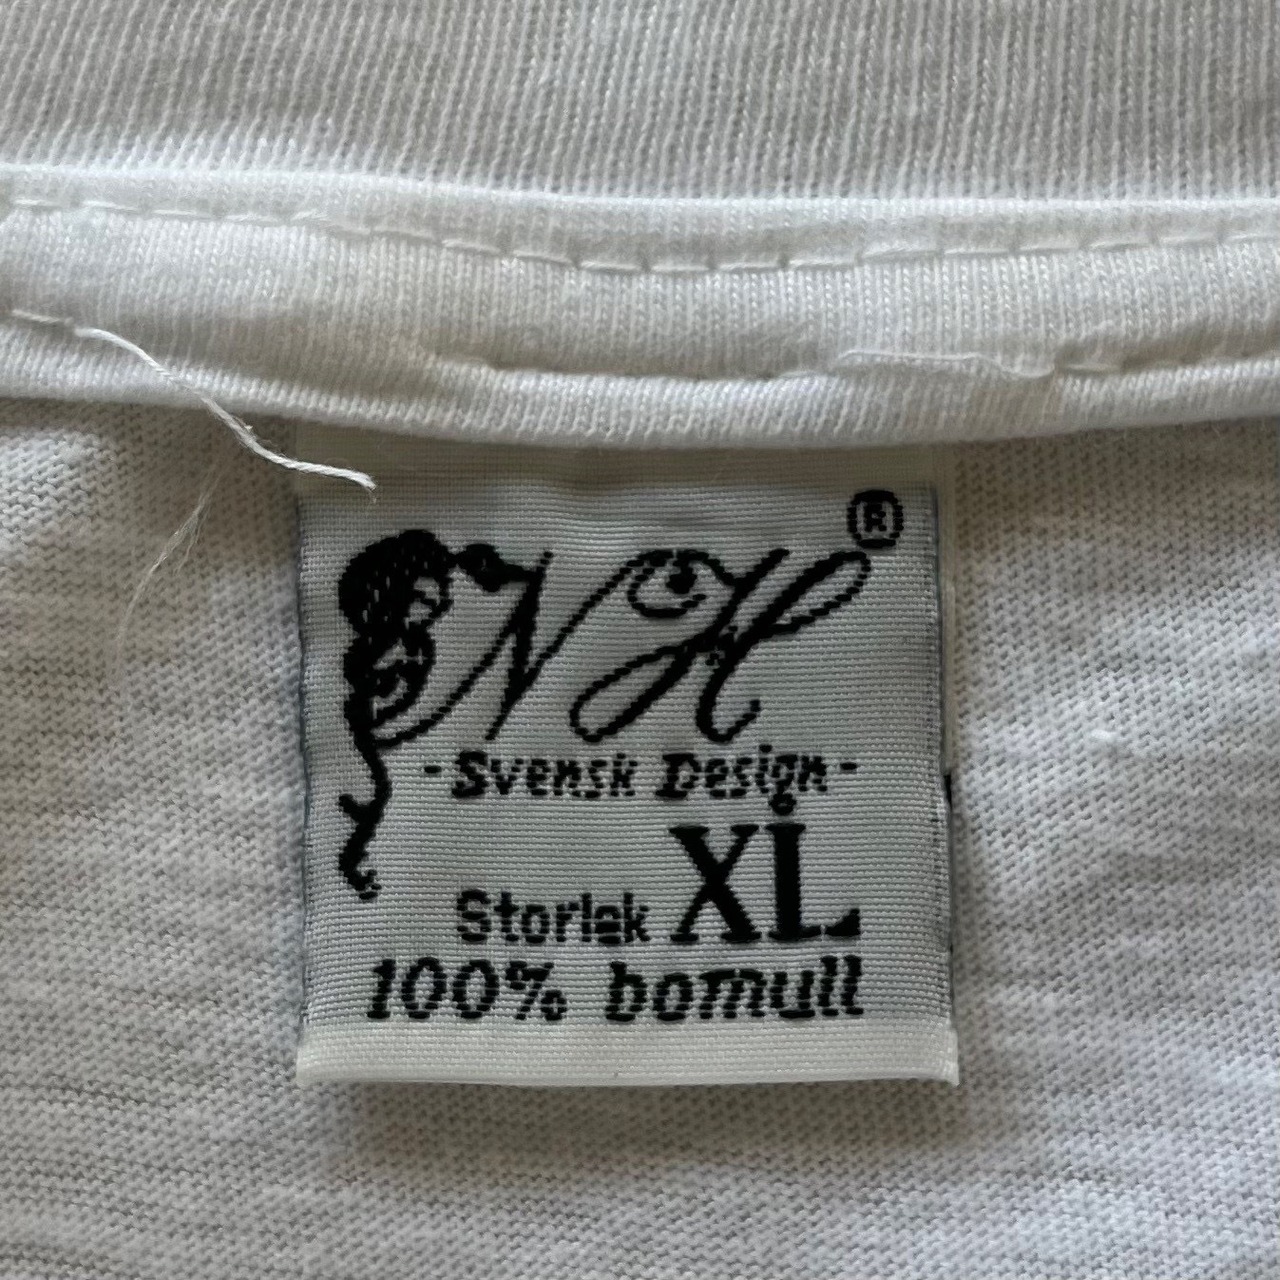 NH®
-Svensk Design-
Storlek XL
100% bomull